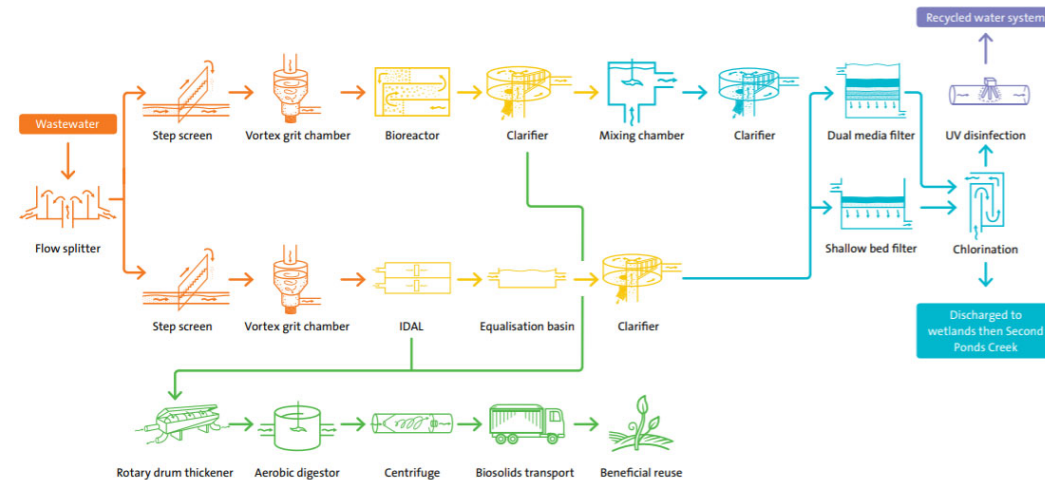 Recycled water system
Wastewater
Step screen
Vortex grit chamber
Bioreactor
Clarifier
Mixing chamber
Clarifier
Dual media filter
UV disinfection
Flow splitter
Shallow bed filter
Chlorination
Step screen
Vortex grit chamber
IDAL
Equalisation basin
Clarifier
Discharged to
wetlands then Second
Ponds Creek
Rotary drum thickener
Aerobic digestor
Centrifuge
Biosolids transport
Beneficial reuse